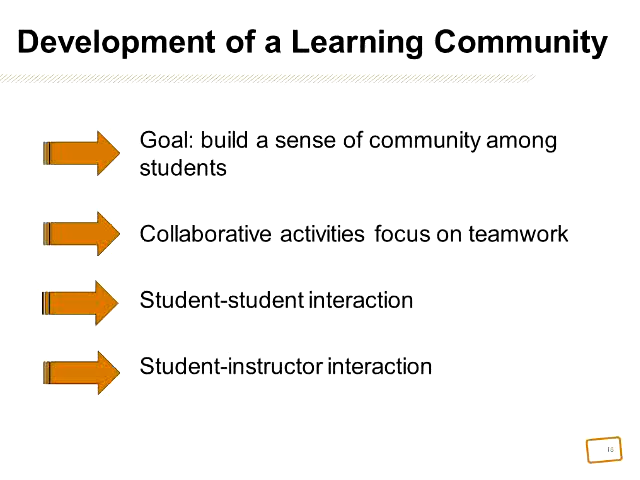 Development of a Learning Community
Goal: build a sense of community among
students
Collaborative activities focus on teamwork
Student-student interaction
Student-instructor interaction